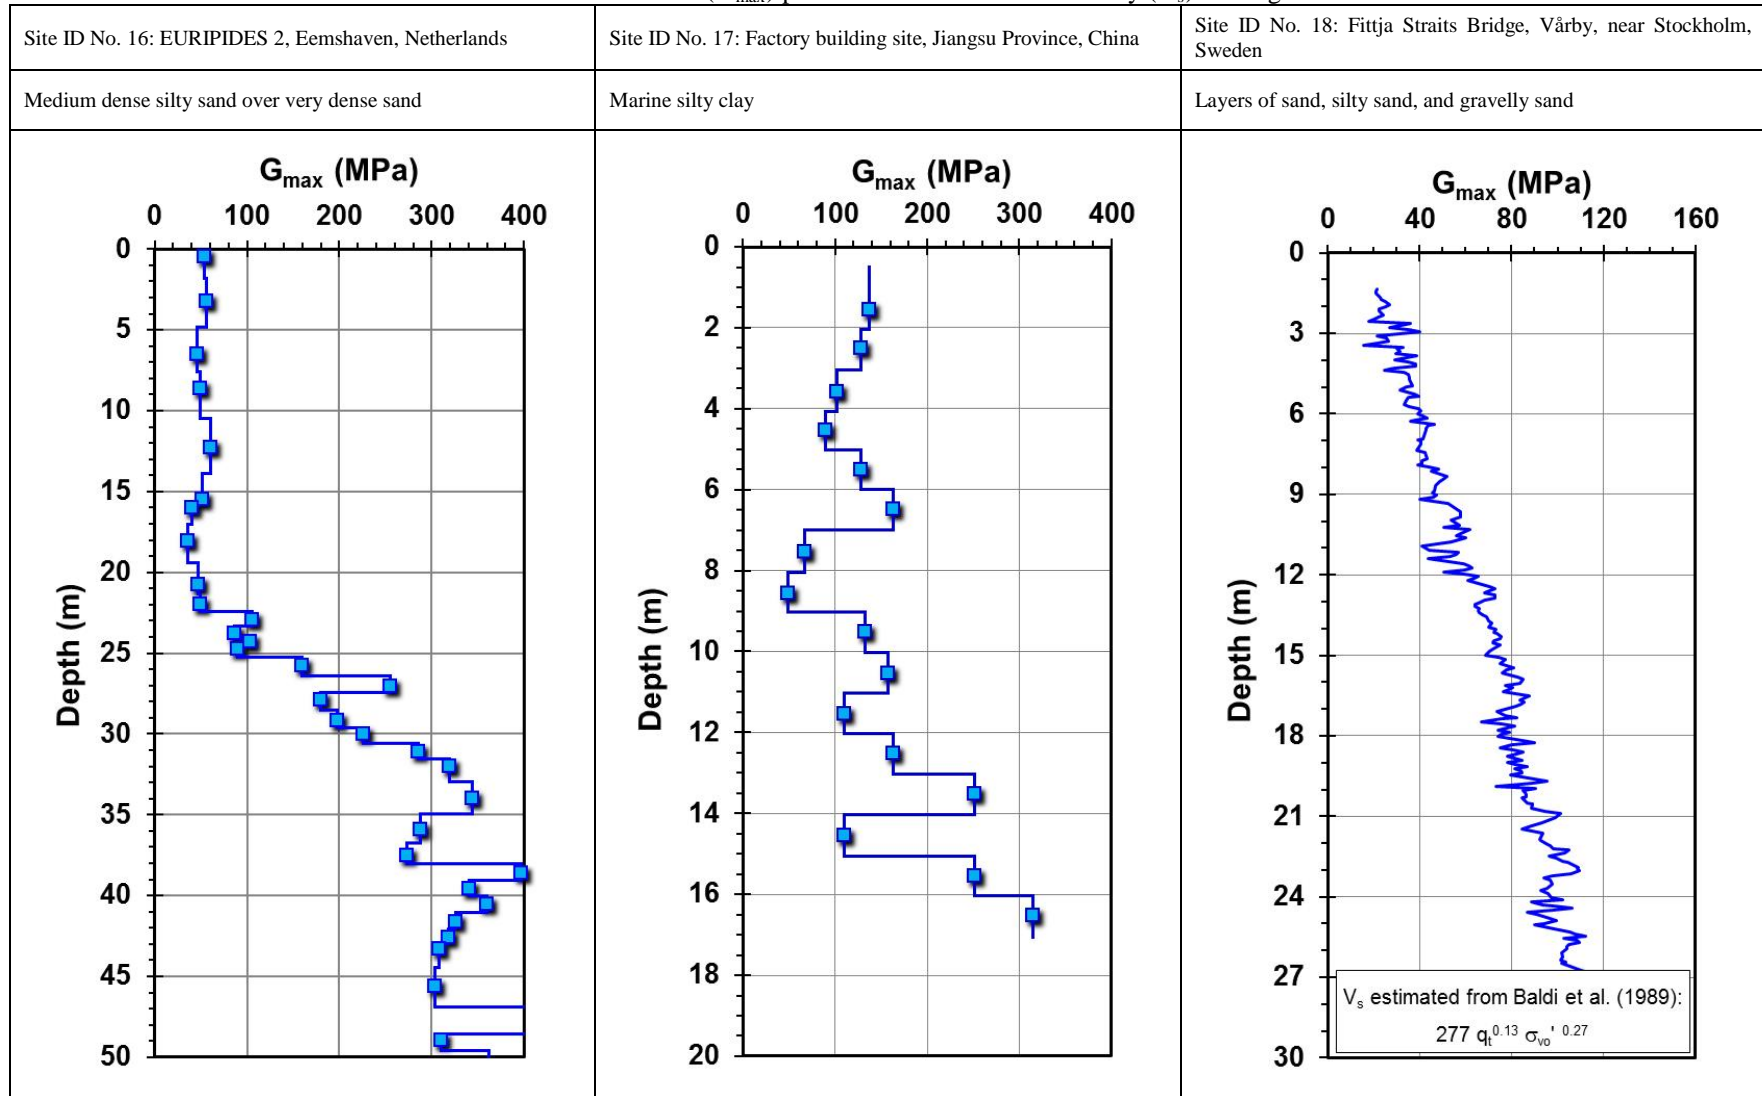 Site ID No. 16: EURIPIDES 2, Eemshaven, Netherlands
Site ID No. 17: Factory building site, Jiangsu Province, China
Site ID No. 18: Fittja Straits Bridge, Vårby, near Stockholm,
Sweden
Medium dense silty sand over very dense sand
Marine silty clay
Layers of sand, silty sand, and gravelly sand
Gmax (MPa)
0 100 200 300 400
0
5
10
15
20
25
30
35
40
45
50
Depth (m)
Gmax (MPa)
0 100 200 300 400
0
2
4
6
8
10
12
14
16
18
20
Depth (m)
Gmax (MPa)
0 40 80 120 160
0
3
6
9
12
15
18
21
24
27
30
Depth (m)
Vs estimated from Baldi et al. (1989):
277 qt^0.13 σvo' ^0.27